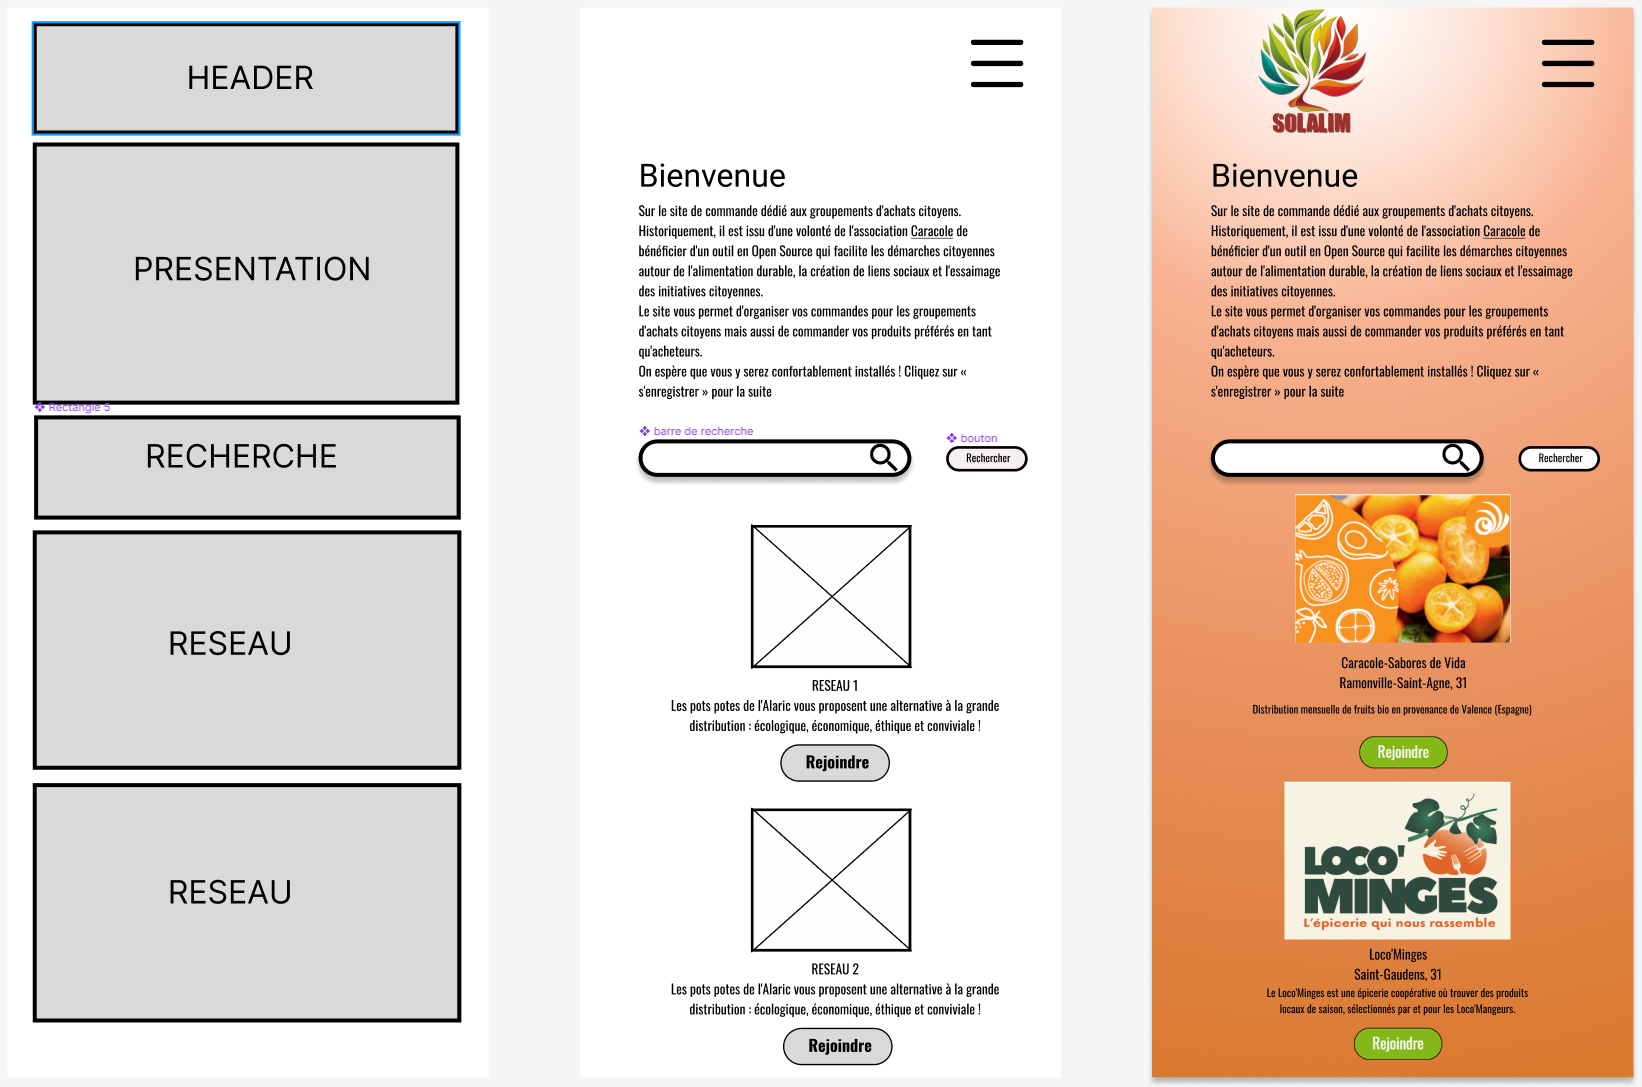 HEADER
PRESENTATION
Rectangle 5
RECHERCHE
RESEAU
RESEAU
Bienvenue
Sur le site de commande dédié aux groupements d'achats citoyens.
Historiquement, il est issu d'une volonté de l'association Caracole de
bénéficier d'un outil en Open Source qui facilite les démarches citoyennes
autour de l'alimentation durable, la création de liens sociaux et l'essaimage
des initiatives citoyennes.
Le site vous permet d'organiser vos commandes pour les groupements
d'achats citoyens mais aussi de commander vos produits préférés en tant
qu'acheteurs.
On espère que vous y serez confortablement installés ! Cliquez sur «
s'enregistrer » pour la suite
barre de recherche
bouton
Rechercher
RESEAU 1
Les pots potes de l'Alaric vous proposent une alternative à la grande
distribution : écologique, économique, éthique et conviviale !
Rejoindre
RESEAU 2
Les pots potes de l'Alaric vous proposent une alternative à la grande
distribution : écologique, économique, éthique et conviviale !
Rejoindre
SOLALIM
Bienvenue
Sur le site de commande dédié aux groupements d'achats citoyens.
Historiquement, il est issu d'une volonté de l'association Caracole de
bénéficier d'un outil en Open Source qui facilite les démarches citoyennes
autour de l'alimentation durable, la création de liens sociaux et l'essaimage
des initiatives citoyennes.
Le site vous permet d'organiser vos commandes pour les groupements
d'achats citoyens mais aussi de commander vos produits préférés en tant
qu'acheteurs.
On espère que vous y serez confortablement installés ! Cliquez sur «
s'enregistrer » pour la suite
Rechercher
Caracole-Sabores de Vida
Ramonville-Saint-Agne, 31
Distribution mensuelle de fruits bio en provenance de Valence (Espagne)
Rejoindre
LOCO'
MINGES
L'épicerie qui nous rassemble
Loco'Minges
Saint-Gaudens, 31
Le Loco'Minges est une épicerie coopérative où trouver des produits
locaux de saison, sélectionnés par et pour les Loco'Mangeurs.
Rejoindre